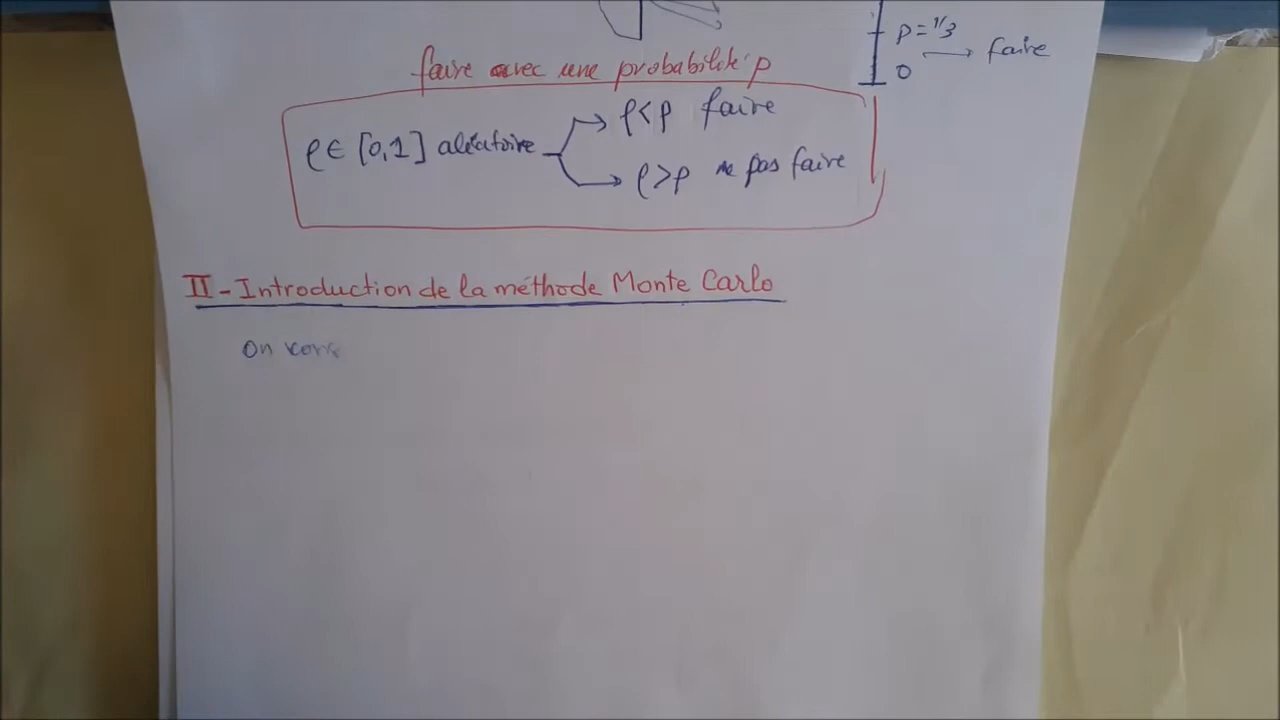 p = 1/3
0 → faire
faire avec une probabilité p
ρ ∈ [0,1] aléatoire → ρ<p faire
→ ρ>p ne pas faire
II - Introduction de la méthode Monte Carlo
On